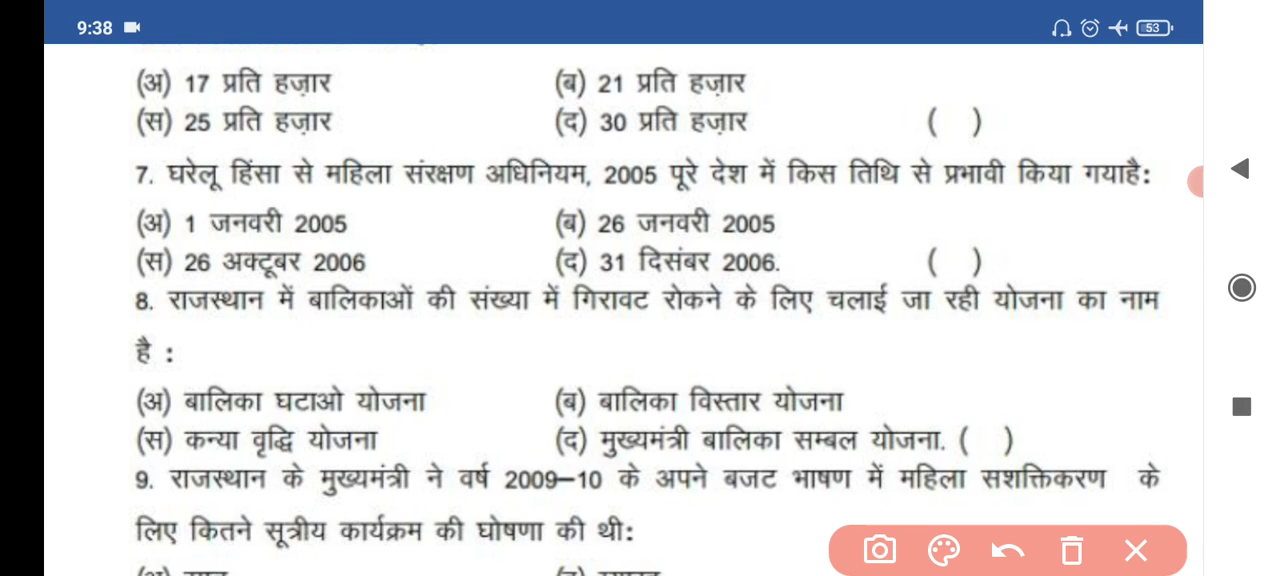 9:38
53
(अ) 17 प्रति हज़ार (ब) 21 प्रति हज़ार
(स) 25 प्रति हज़ार (द) 30 प्रति हज़ार ( )
7. घरेलू हिंसा से महिला संरक्षण अधिनियम, 2005 पूरे देश में किस तिथि से प्रभावी किया गयाहै:
(अ) 1 जनवरी 2005 (ब) 26 जनवरी 2005
(स) 26 अक्टूबर 2006 (द) 31 दिसंबर 2006. ( )
8. राजस्थान में बालिकाओं की संख्या में गिरावट रोकने के लिए चलाई जा रही योजना का नाम
है :
(अ) बालिका घटाओ योजना (ब) बालिका विस्तार योजना
(स) कन्या वृद्धि योजना (द) मुख्यमंत्री बालिका सम्बल योजना. ( )
9. राजस्थान के मुख्यमंत्री ने वर्ष 2009–10 के अपने बजट भाषण में महिला सशक्तिकरण के
लिए कितने सूत्रीय कार्यक्रम की घोषणा की थी: